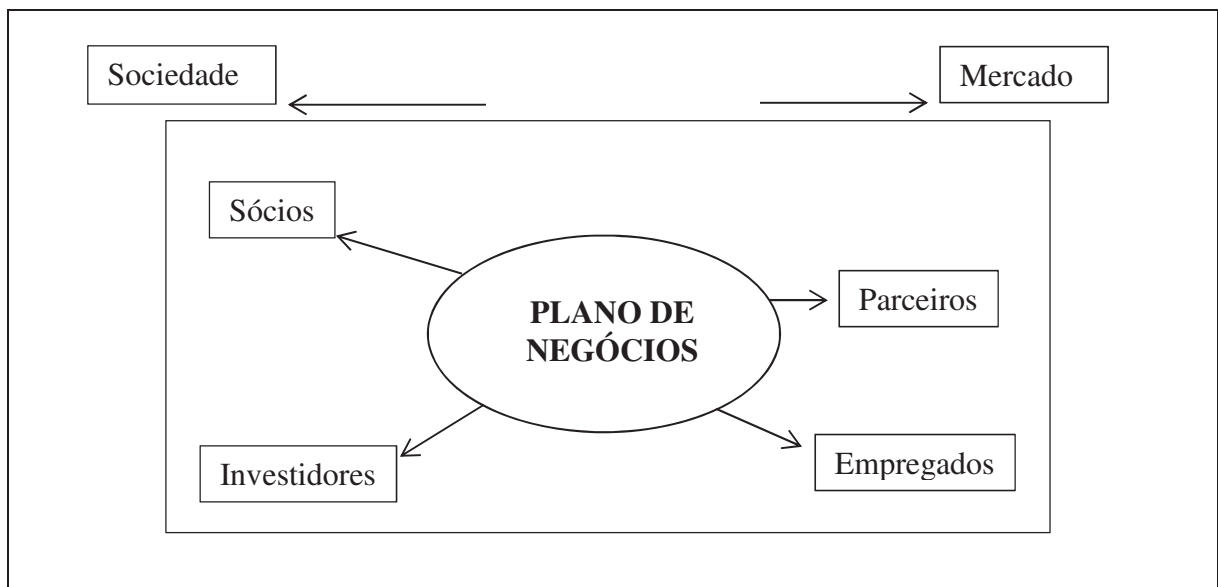 Sociedade
Mercado
Sócios
PLANO DE
NEGÓCIOS
Parceiros
Investidores
Empregados